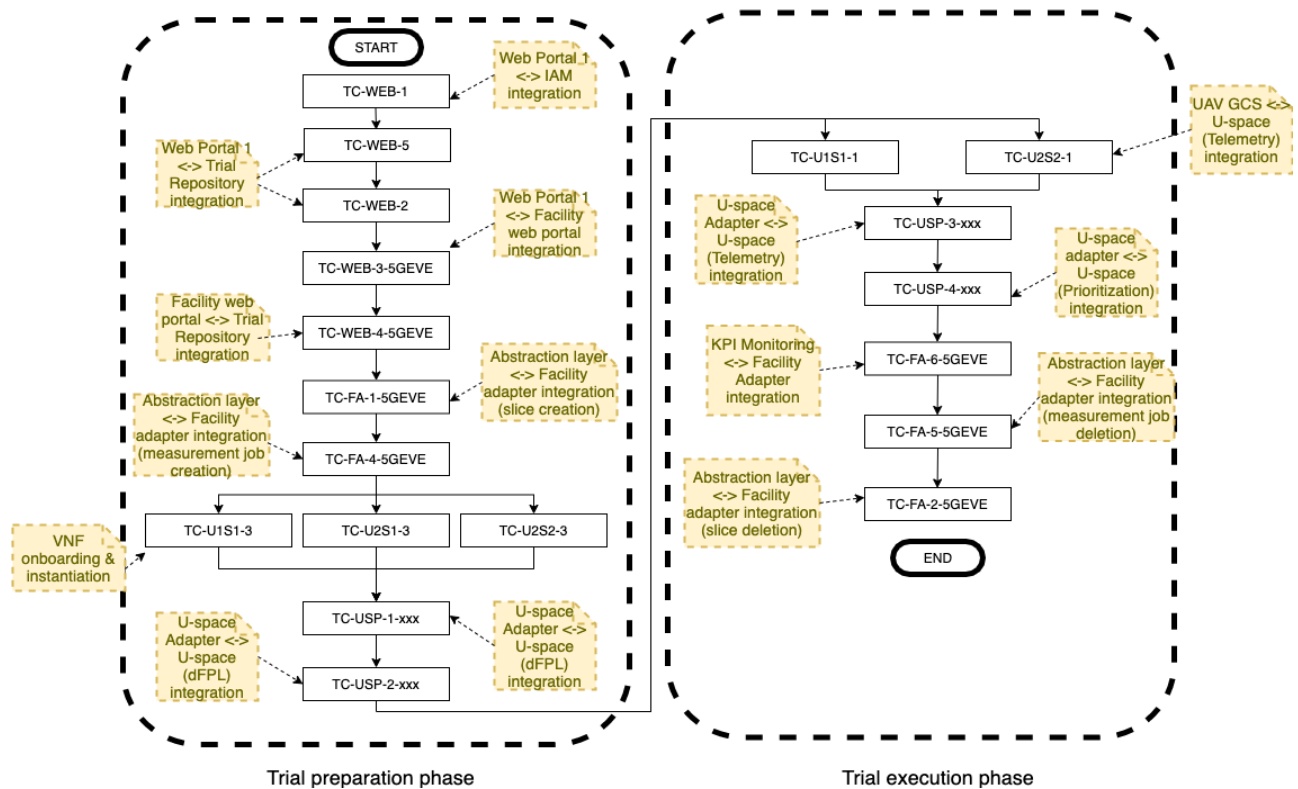 START
Web Portal 1
<-> IAM
integration
TC-WEB-1
TC-WEB-5
Web Portal 1
<-> Trial
Repository
integration
TC-WEB-2
Web Portal 1
<-> Facility
web portal
integration
TC-WEB-3-5GEVE
Facility web
portal <-> Trial
Repository
integration
TC-WEB-4-5GEVE
Abstraction layer
<-> Facility
adapter integration
(slice creation)
TC-FA-1-5GEVE
Abstraction layer
<-> Facility
adapter integration
(measurement job
creation)
TC-FA-4-5GEVE
TC-U1S1-3
TC-U2S1-3
TC-U2S2-3
VNF
onboarding &
instantiation
TC-USP-1-xxx
U-space
Adapter <->
U-space
(dFPL)
integration
U-space
Adapter <->
U-space
(dFPL)
integration
TC-USP-2-xxx
Trial preparation phase
UAV GCS <->
U-space
(Telemetry)
integration
TC-U1S1-1
TC-U2S2-1
U-space
Adapter <->
U-space
(Telemetry)
integration
TC-USP-3-xxx
U-space
adapter <->
U-space
(Prioritization)
integration
TC-USP-4-xxx
KPI Monitoring
<-> Facility
Adapter
integration
TC-FA-6-5GEVE
Abstraction layer
<-> Facility
adapter integration
(measurement job
deletion)
TC-FA-5-5GEVE
Abstraction layer
<-> Facility
adapter integration
(slice deletion)
TC-FA-2-5GEVE
END
Trial execution phase